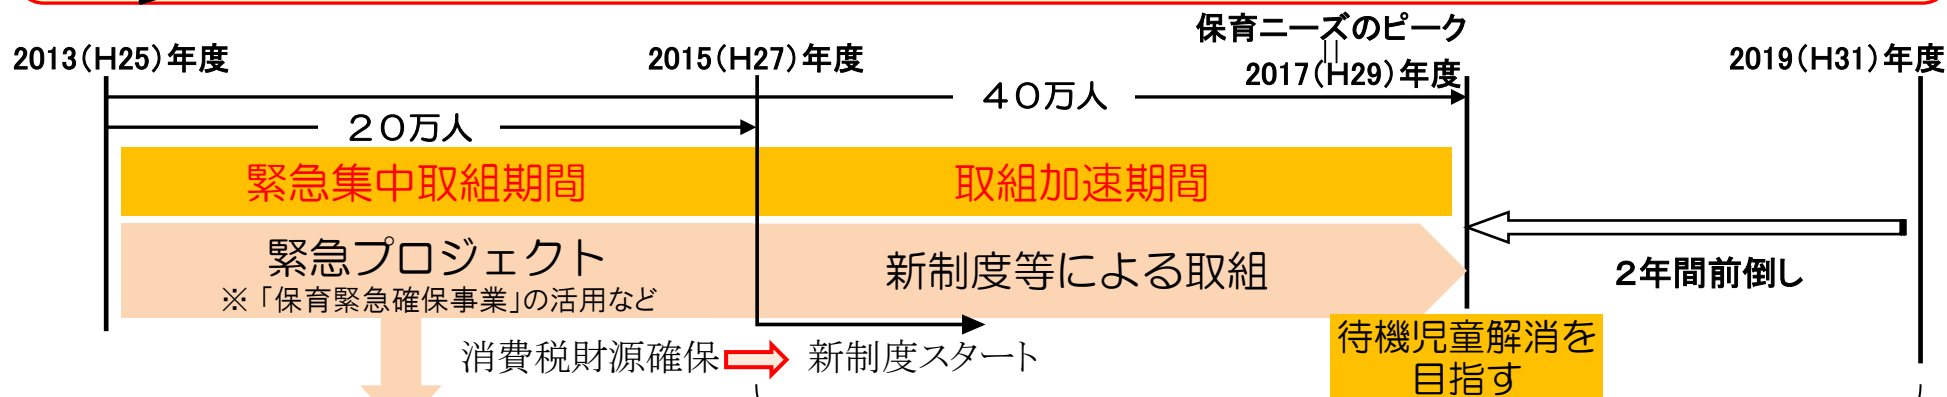 保育ニーズのピーク
||
2013(H25)年度
2015(H27)年度
2017(H29)年度
2019(H31)年度
40万人
20万人
緊急集中取組期間
取組加速期間
緊急プロジェクト
※「保育緊急確保事業」の活用など
新制度等による取組
2年間前倒し
消費税財源確保
新制度スタート
待機児童解消を
目指す